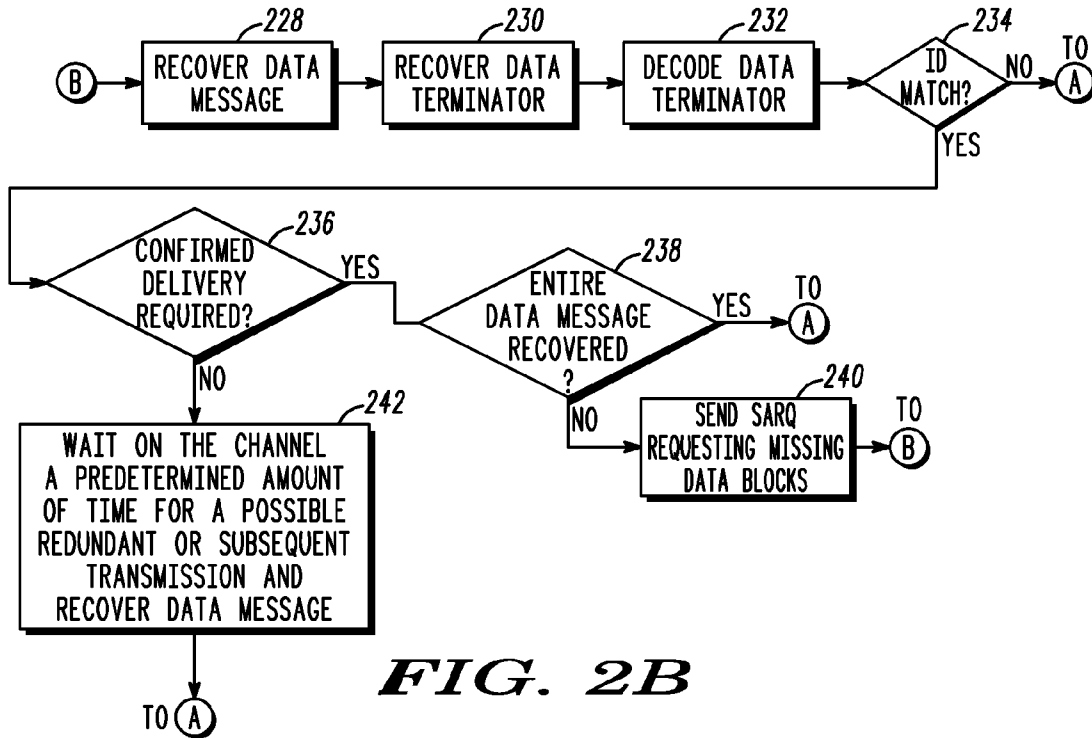 228
230
232
234
B
RECOVER DATA
MESSAGE
RECOVER DATA
TERMINATOR
DECODE DATA
TERMINATOR
ID
MATCH?
NO
TO
A
YES
236
CONFIRMED
DELIVERY
REQUIRED?
YES
NO
238
ENTIRE
DATA MESSAGE
RECOVERED
?
YES
TO
A
NO
240
SEND SARQ
REQUESTING MISSING
DATA BLOCKS
TO
B
242
WAIT ON THE CHANNEL
A PREDETERMINED AMOUNT
OF TIME FOR A POSSIBLE
REDUNDANT OR SUBSEQUENT
TRANSMISSION AND
RECOVER DATA MESSAGE
TO A
FIG. 2B